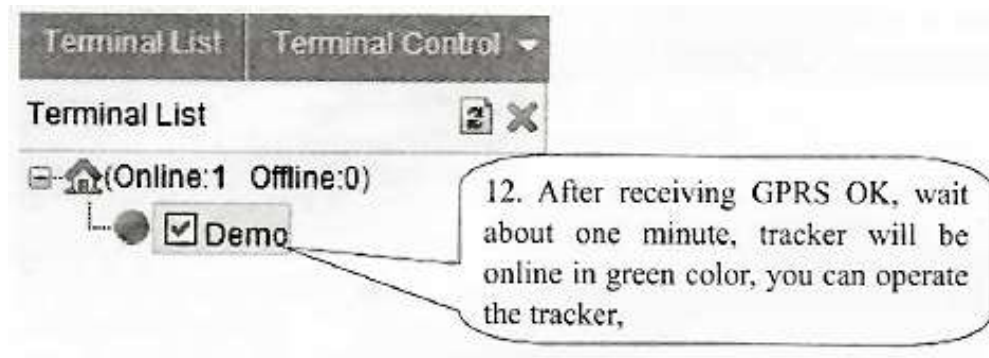 Terminal List Terminal Control
Terminal List
(Online:1 Offline:0)
Demo
12. After receiving GPRS OK, wait
about one minute, tracker will be
online in green color, you can operate
the tracker,